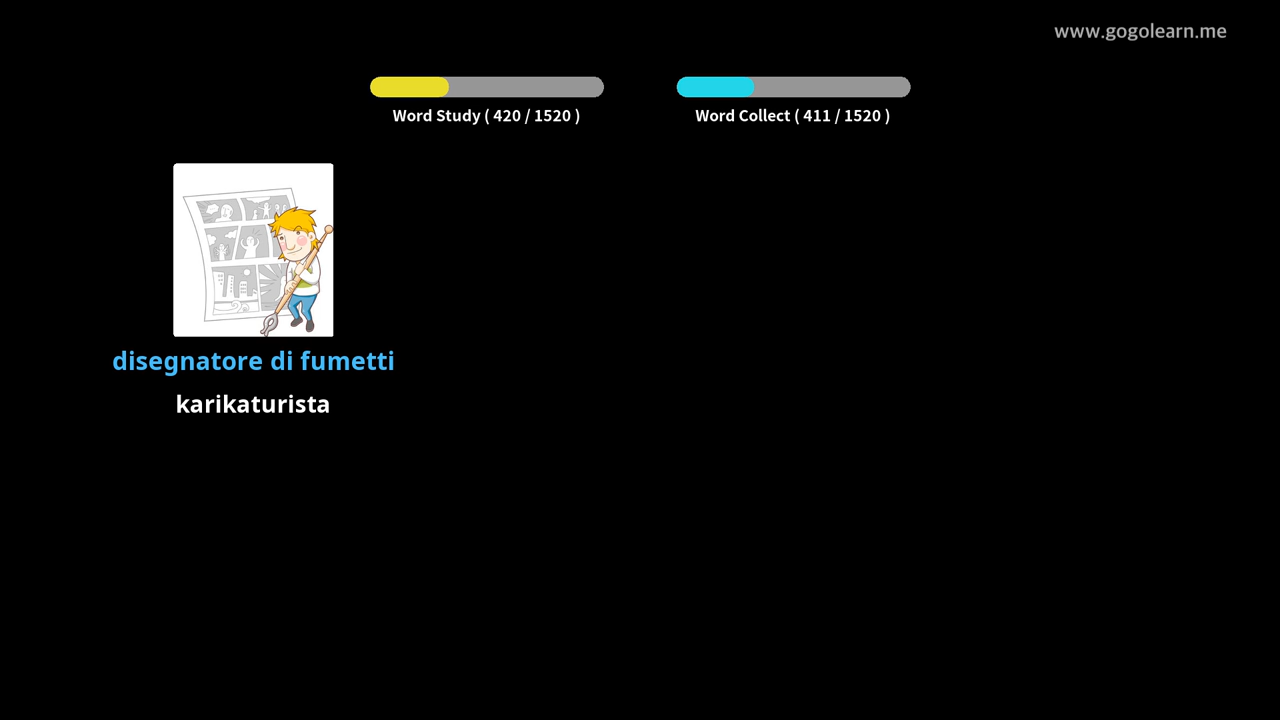 www.gogolearn.me
Word Study ( 420 / 1520 )
Word Collect ( 411 / 1520 )
disegnatore di fumetti
karikaturista